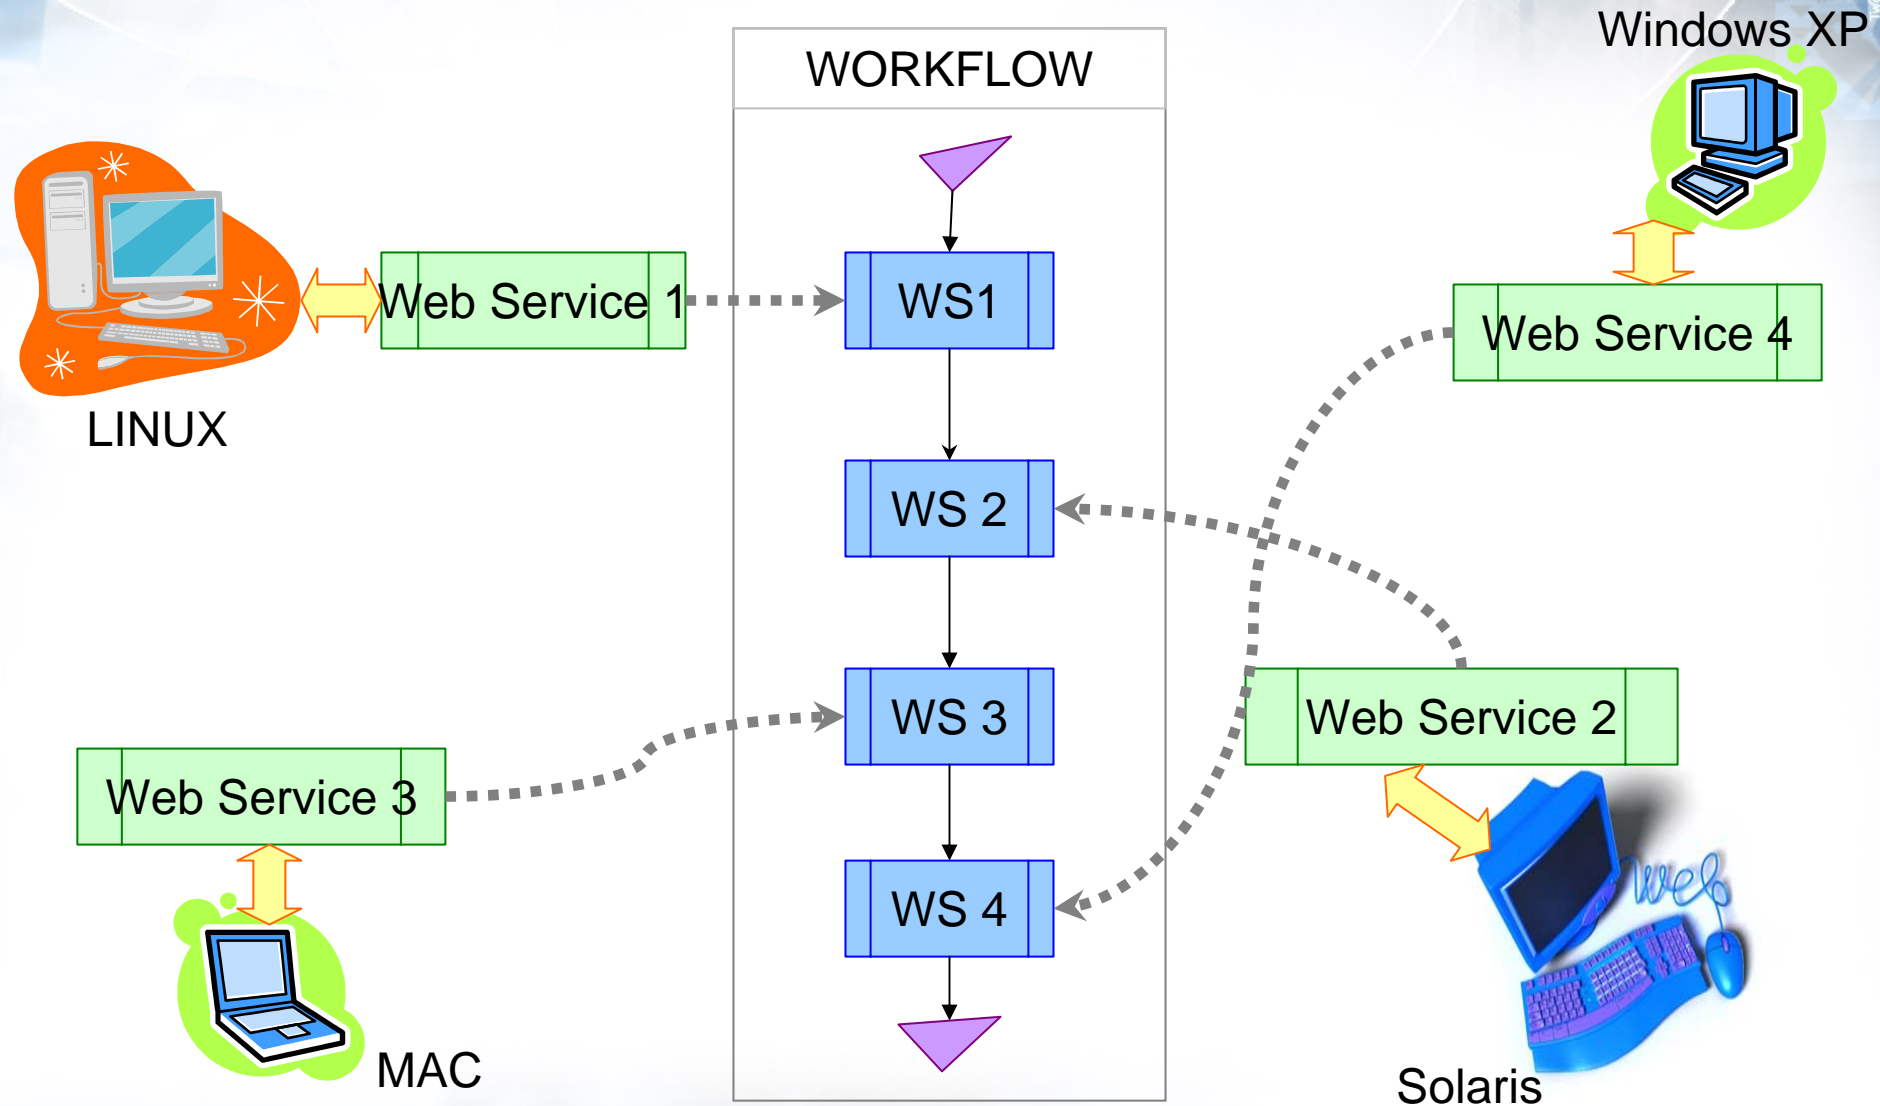 Windows XP
WORKFLOW
Web Service 1
WS1
Web Service 4
LINUX
WS 2
WS 3
Web Service 2
Web Service 3
WS 4
web
MAC
Solaris